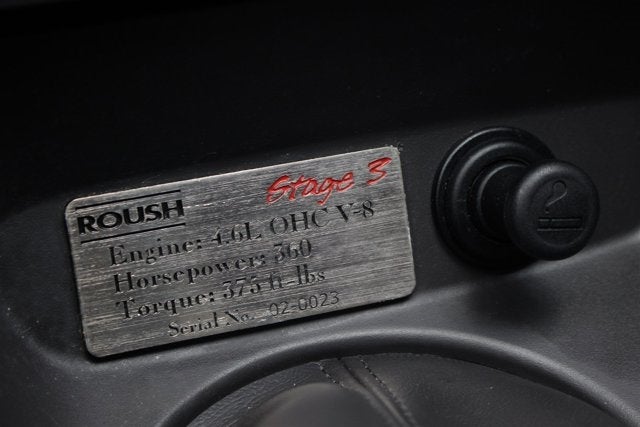 ROUSH Stage 3
Engine: 4.6L OHC V-8
Horsepower: 360
Torque: 375 ft-lbs
Serial No. 02-0023